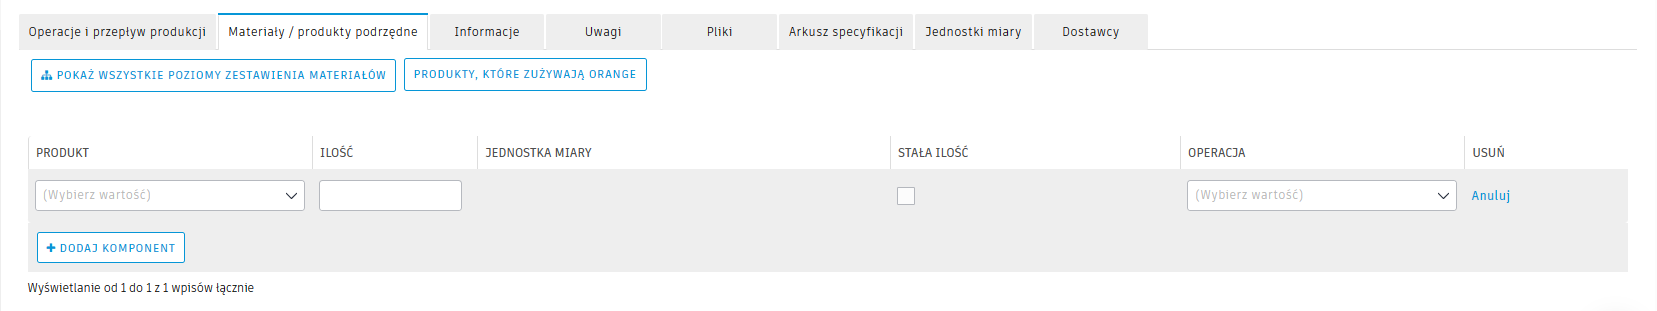 Operacje i przepływ produkcji Materiały / produkty podrzędne Informacje Uwagi Pliki Arkusz specyfikacji Jednostki miary Dostawcy
POKAŻ WSZYSTKIE POZIOMY ZESTAWIENIA MATERIAŁÓW PRODUKTY, KTÓRE ZUŻYWAJĄ ORANGE
PRODUKT ILOŚĆ JEDNOSTKA MIARY STAŁA ILOŚĆ OPERACJA USUŃ
(Wybierz wartość) (Wybierz wartość) Anuluj
+ DODAJ KOMPONENT
Wyświetlanie od 1 do 1 z 1 wpisów łącznie